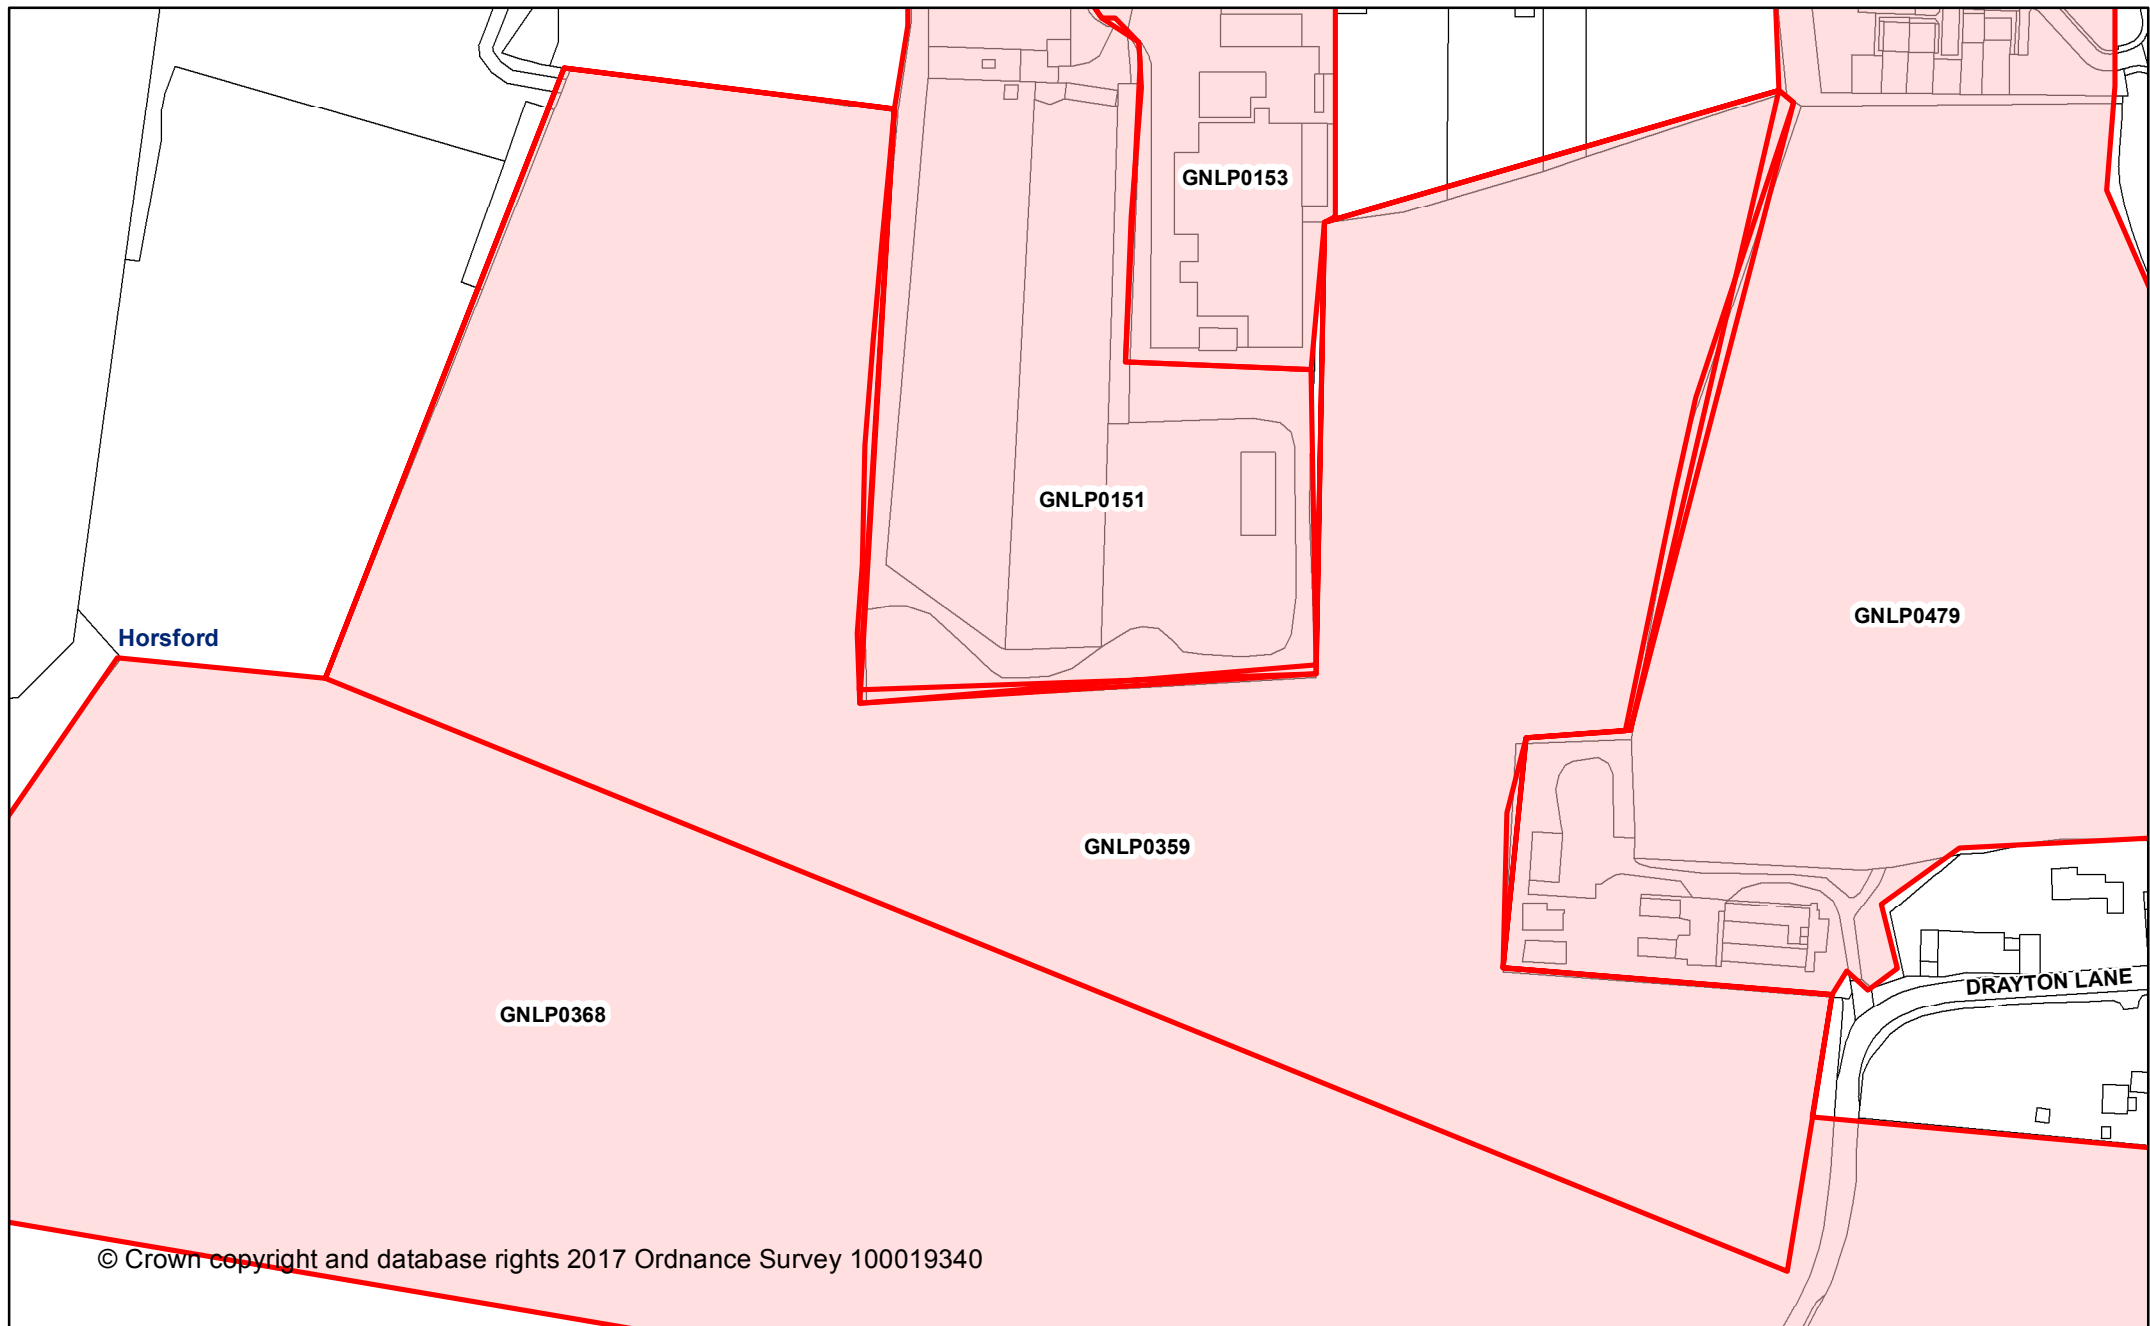 GNLP0153
GNLP0151
GNLP0479
Horsford
GNLP0359
DRAYTON LANE
GNLP0368
© Crown copyright and database rights 2017 Ordnance Survey 100019340